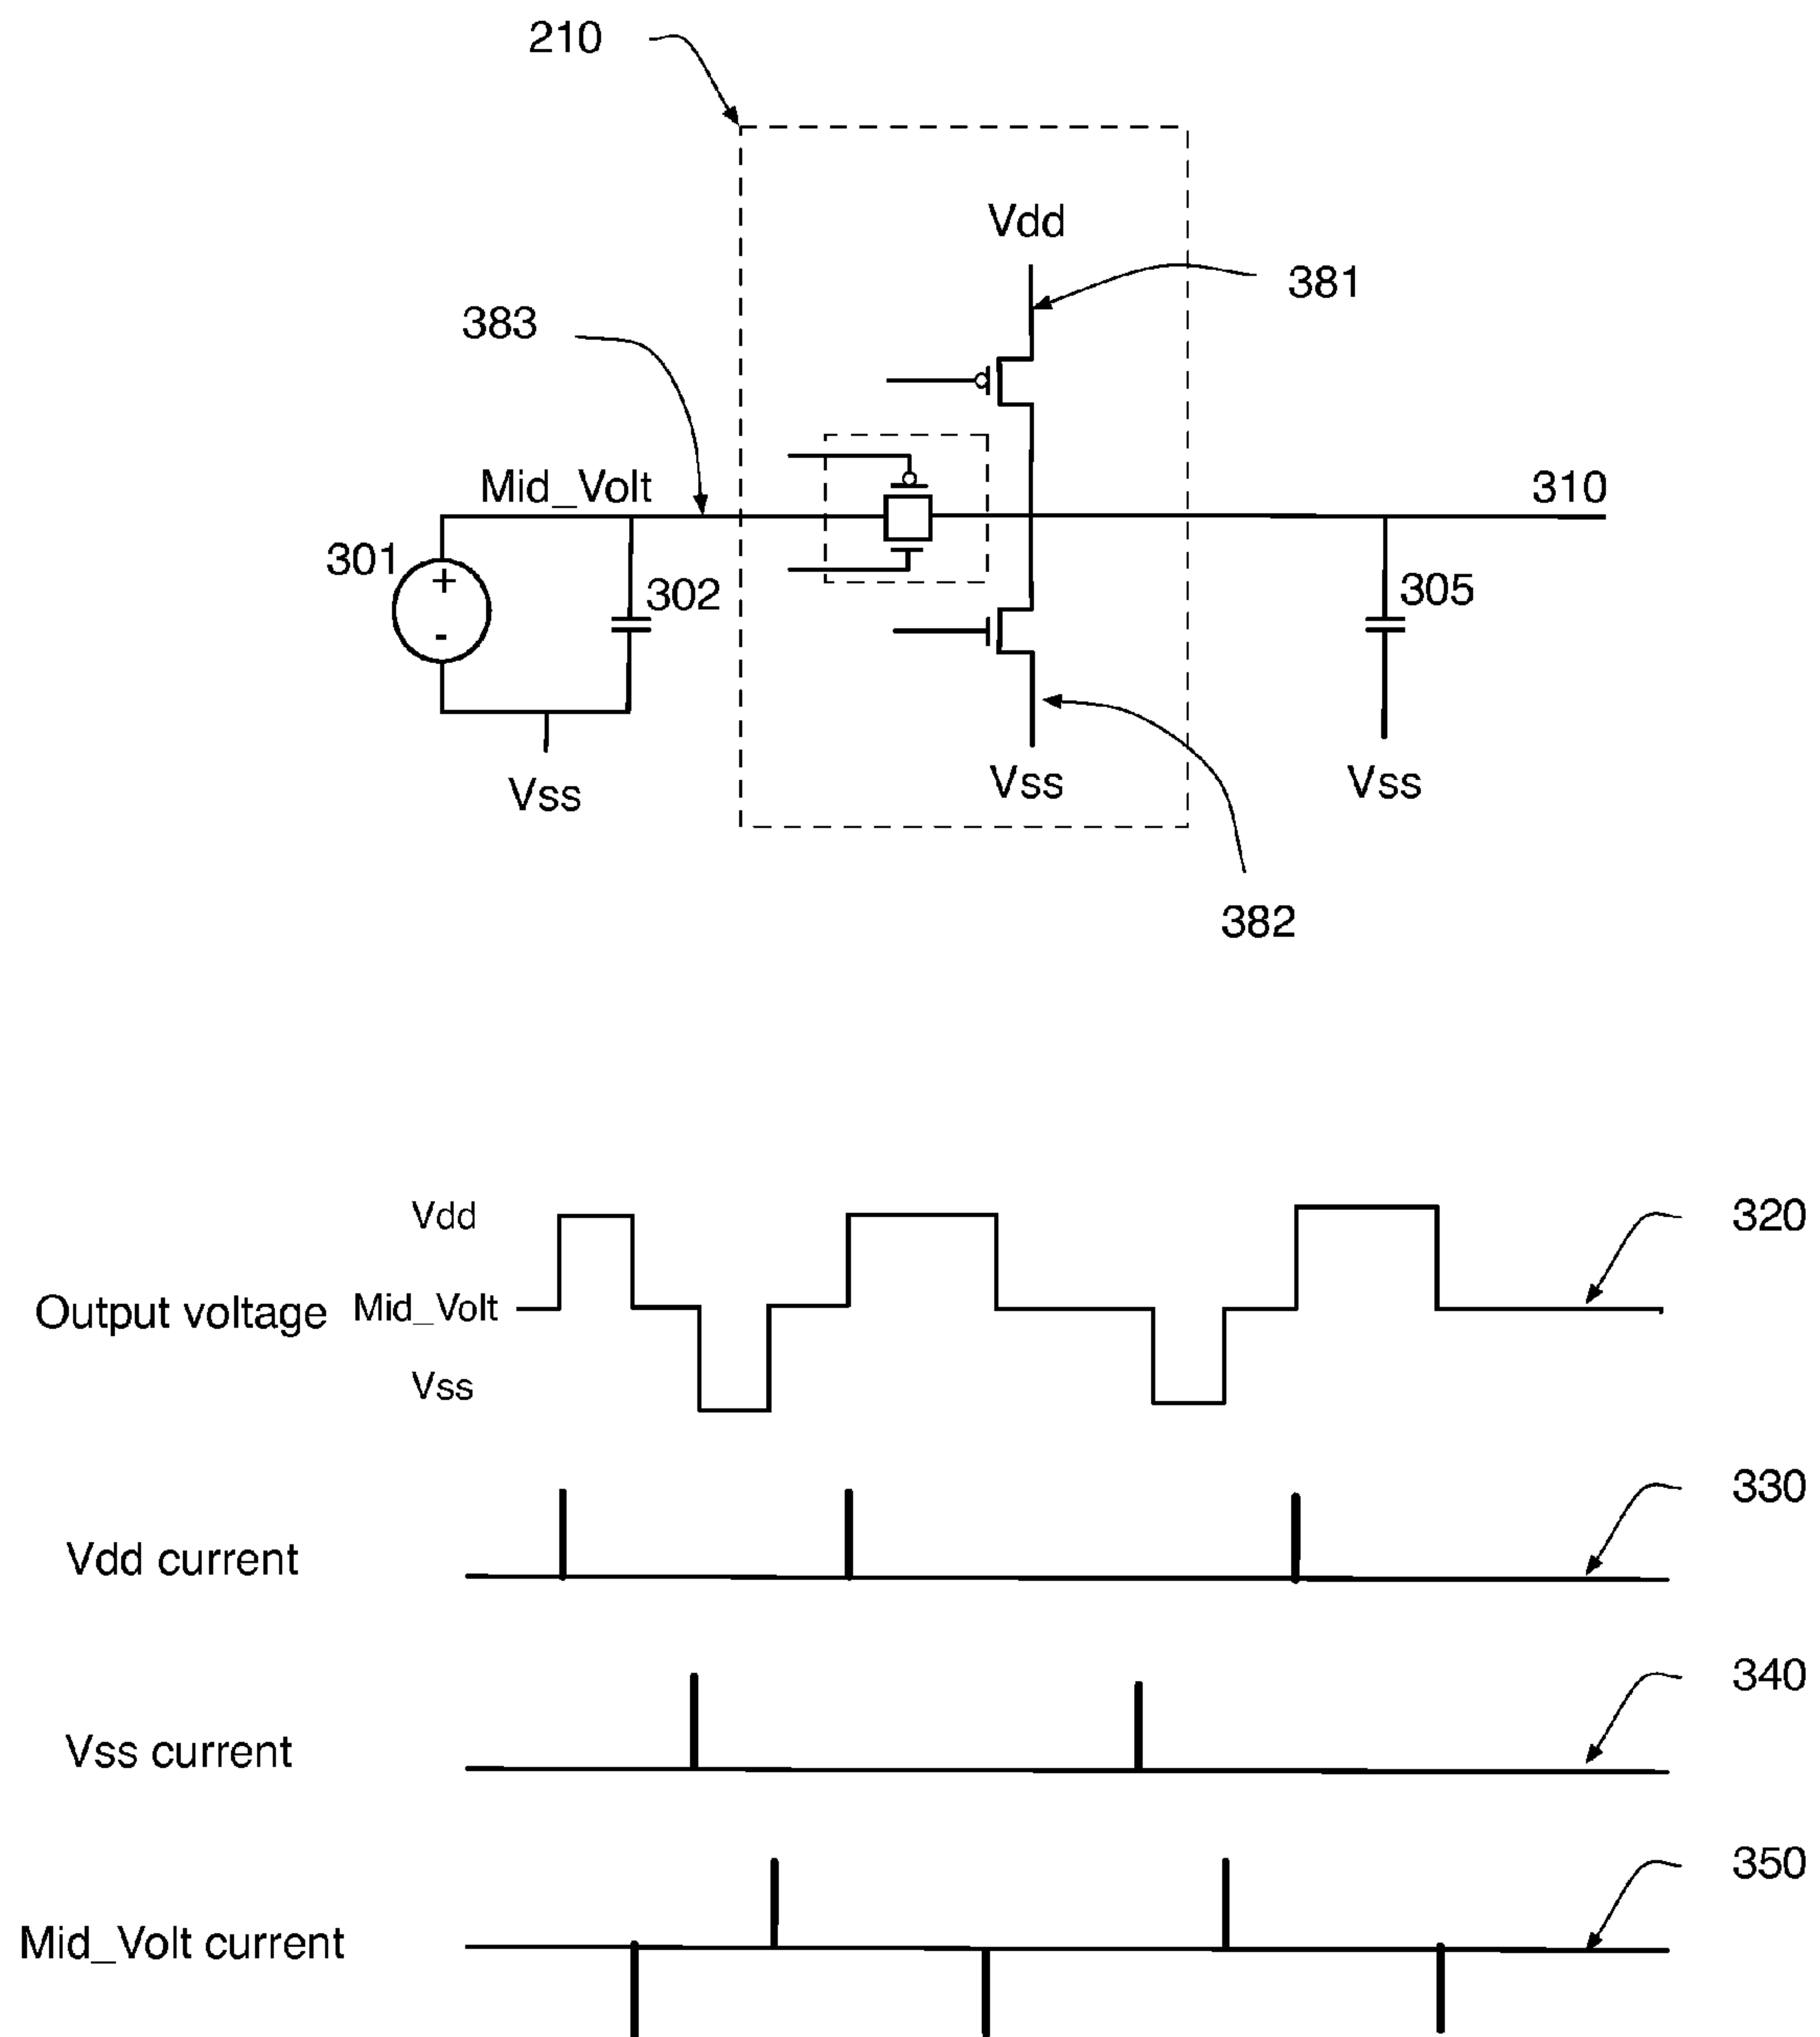 210
Vdd
381
383
Mid_Volt
310
301
+
-
302
305
Vss
Vss
Vss
382
Vdd
320
Output voltage
Mid_Volt
Vss
330
Vdd current
340
Vss current
350
Mid_Volt current